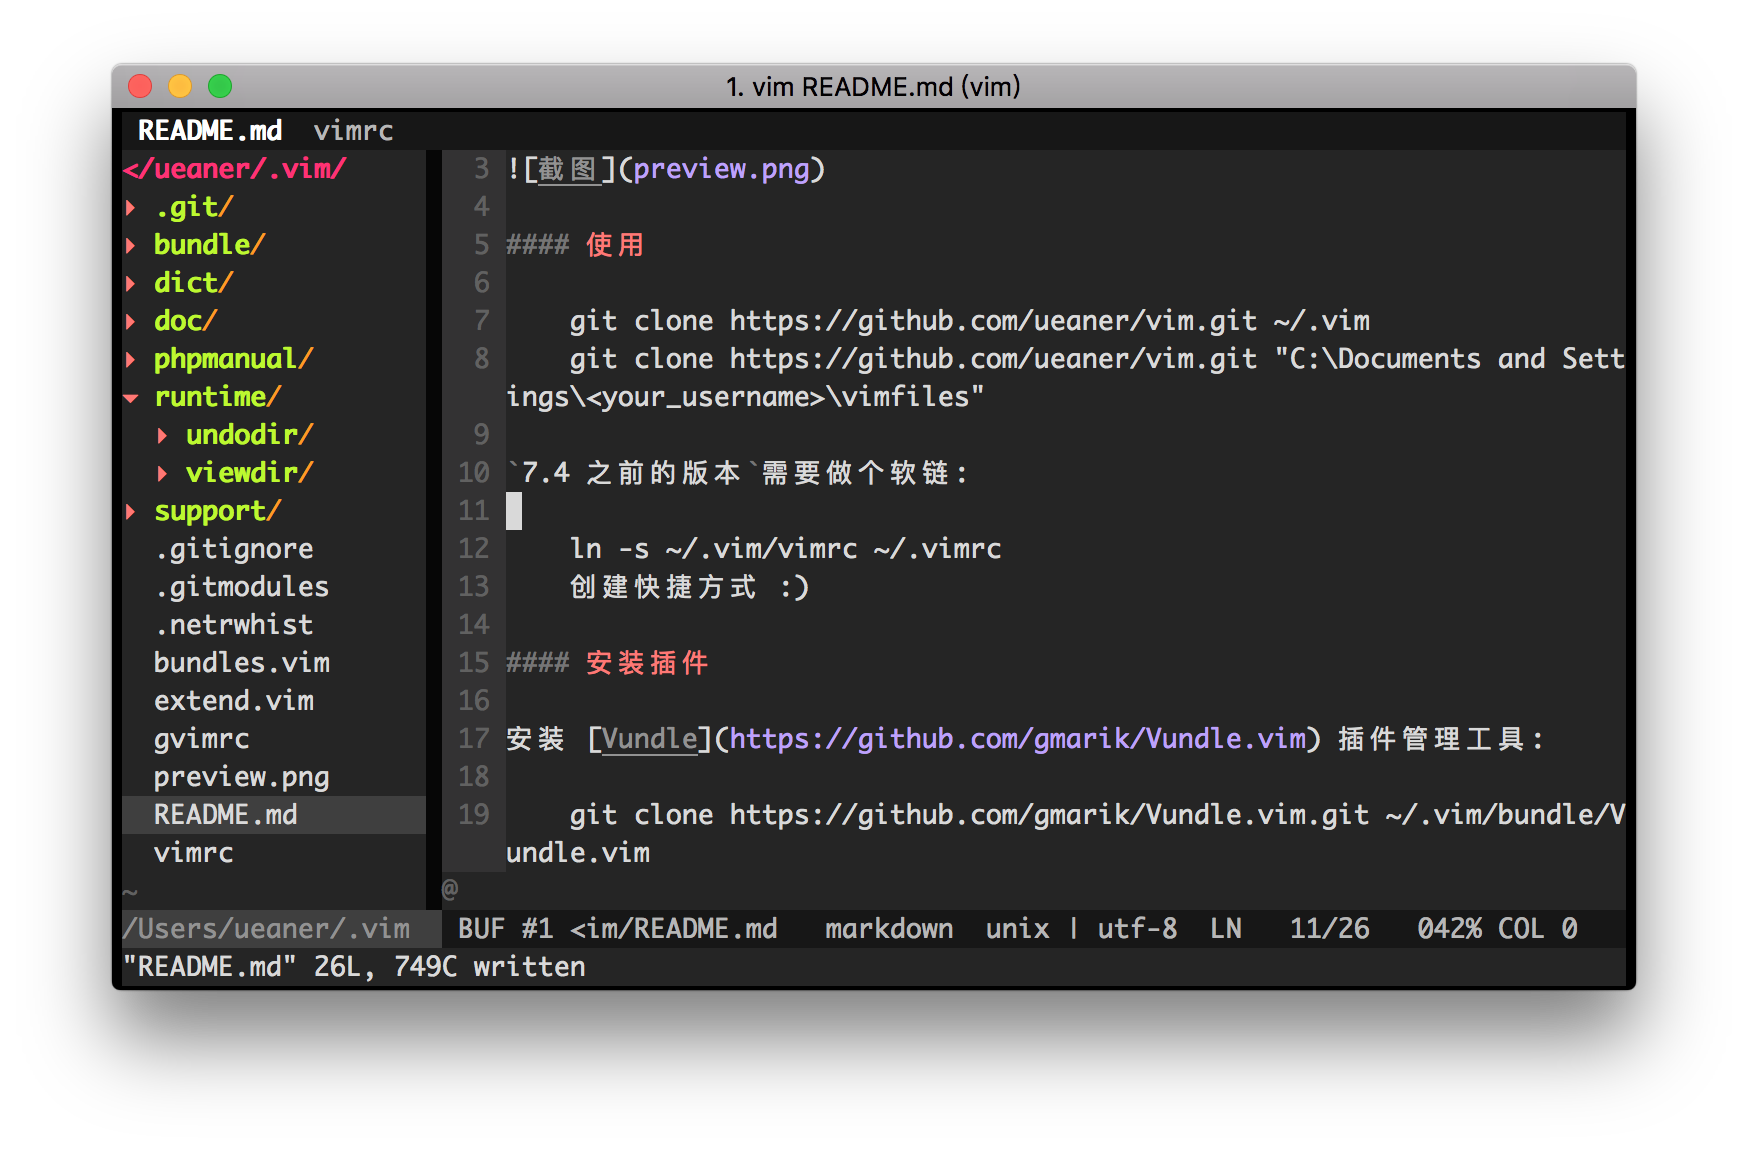 1. vim README.md (vim)
README.md vimrc
</ueaner/.vim/
.git/
bundle/
dict/
doc/
phpmanual/
runtime/
undodir/
viewdir/
support/
.gitignore
.gitmodules
.netrwhist
bundles.vim
extend.vim
gvimrc
preview.png
README.md
vimrc
~
/Users/ueaner/.vim
3 ![截图](preview.png)
4
5 #### 使用
6
7     git clone https://github.com/ueaner/vim.git ~/.vim
8     git clone https://github.com/ueaner/vim.git "C:\Documents and Sett
ings\<your_username>\vimfiles"
9
10 `7.4 之前的版本`需要做个软链:
11
12     ln -s ~/.vim/vimrc ~/.vimrc
13     创建快捷方式 :)
14
15 #### 安装插件
16
17 安装 [Vundle](https://github.com/gmarik/Vundle.vim) 插件管理工具:
18
19     git clone https://github.com/gmarik/Vundle.vim.git ~/.vim/bundle/V
undle.vim
@
BUF #1 <im/README.md markdown unix | utf-8 LN 11/26 042% COL 0
"README.md" 26L, 749C written